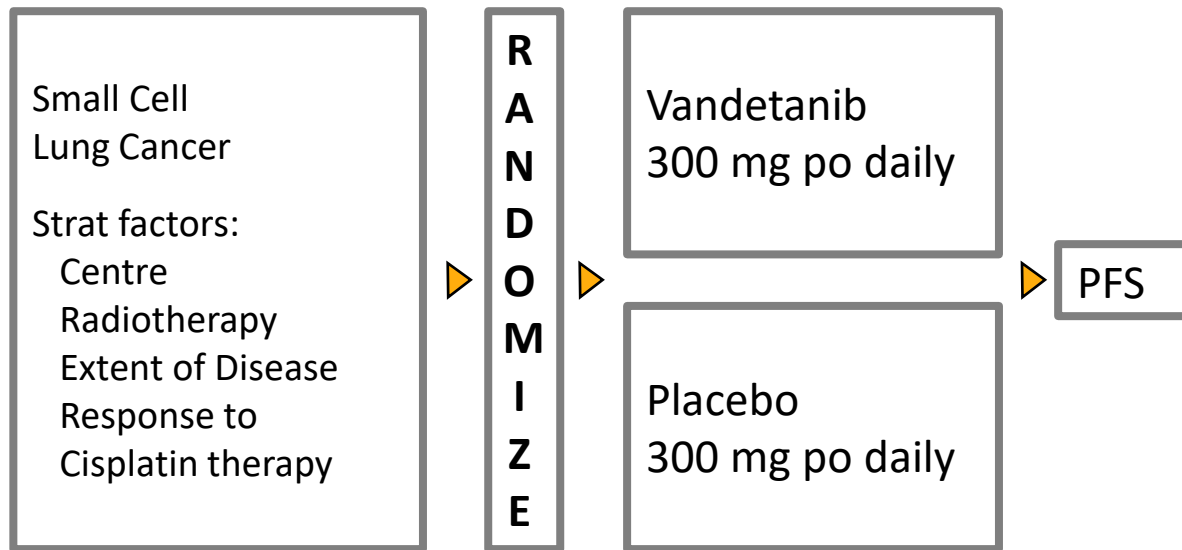 Small Cell
Lung Cancer
Strat factors:
Centre
Radiotherapy
Extent of Disease
Response to
Cisplatin therapy
R
A
N
D
O
M
I
Z
E
Vandetanib
300 mg po daily
Placebo
300 mg po daily
PFS